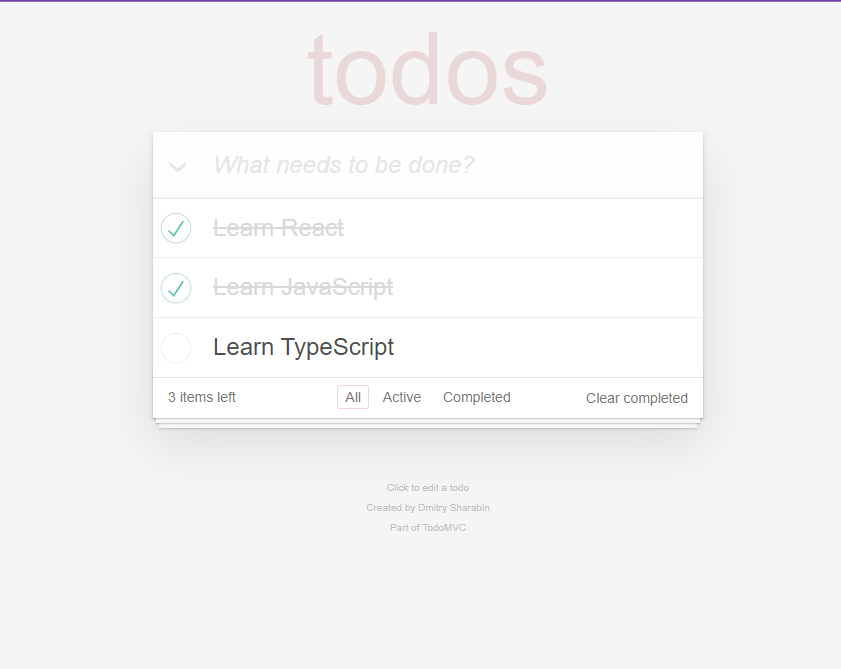 todos
What needs to be done?
Learn React
Learn JavaScript
Learn TypeScript
3 items left All Active Completed Clear completed
Click to edit a todo
Created by Dmitry Sharabin
Part of TodoMVC